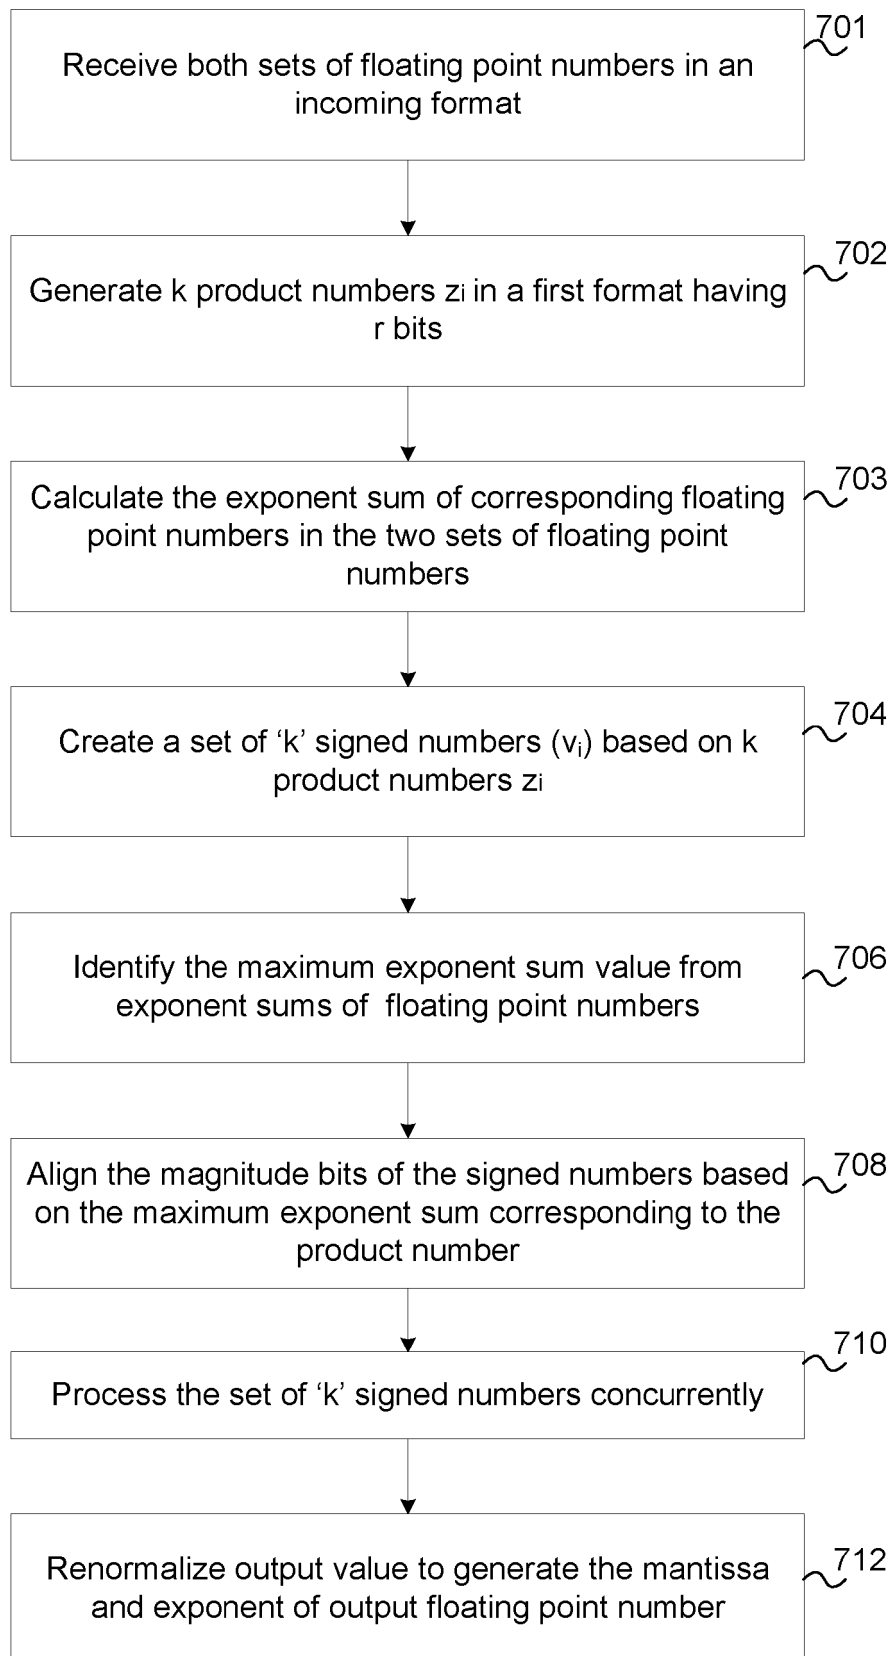 701
Receive both sets of floating point numbers in an
incoming format
702
Generate k product numbers zi in a first format having
r bits
703
Calculate the exponent sum of corresponding floating
point numbers in the two sets of floating point
numbers
704
Create a set of ‘k’ signed numbers (vi) based on k
product numbers zi
706
Identify the maximum exponent sum value from
exponent sums of floating point numbers
708
Align the magnitude bits of the signed numbers based
on the maximum exponent sum corresponding to the
product number
710
Process the set of ‘k’ signed numbers concurrently
712
Renormalize output value to generate the mantissa
and exponent of output floating point number